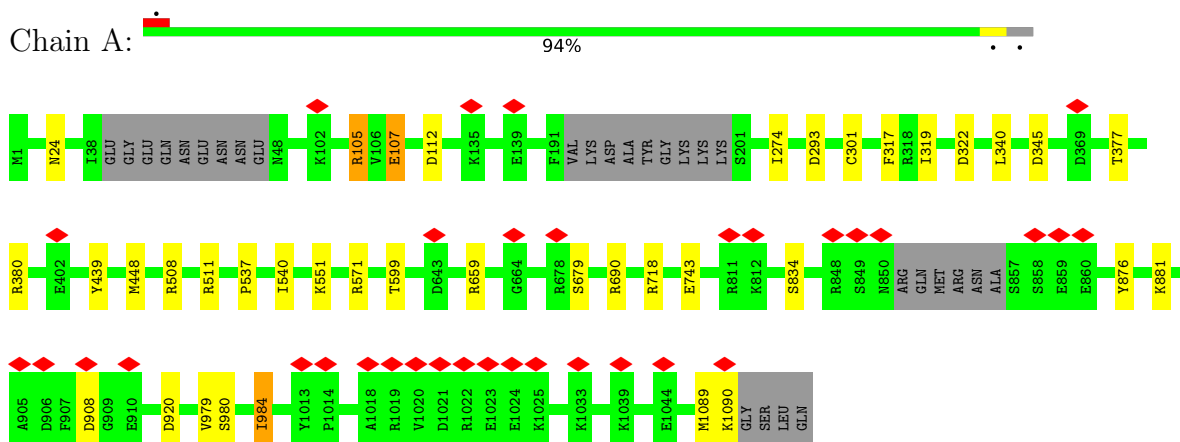 Chain A:
94%
M1 N24 I38 GLU GLY GLU GLN ASN GLU ASN ASN GLU N48 K102 R105 V106 E107 D112 K135 E139 F191 VAL LYS ASP ALA TYR GLY LYS LYS LYS S201 I274 D293 C301 F317 R318 I319 D322 L340 D345 D369 T377
R380 E402 Y439 M448 R508 R511 P537 I540 K551 R571 T599 D643 R659 G664 R678 S679 R690 R718 E743 R811 K812 S834 R848 S849 N850 ARG GLN MET ARG ASN ALA S857 S858 E859 E860 Y876 K881
A905 D906 F907 D908 G909 E910 D920 V979 S980 I984 Y1013 P1014 A1018 R1019 V1020 D1021 R1022 E1023 E1024 K1025 K1033 K1039 E1044 M1089 K1090 GLY SER LEU GLN